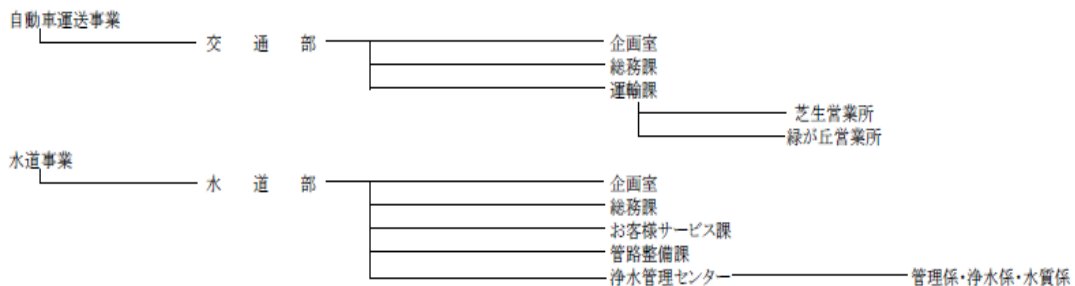 自動車運送事業
交通部
企画室
総務課
運輸課
芝生営業所
緑が丘営業所
水道事業
水道部
企画室
総務課
お客様サービス課
管路整備課
浄水管理センター
管理係・浄水係・水質係